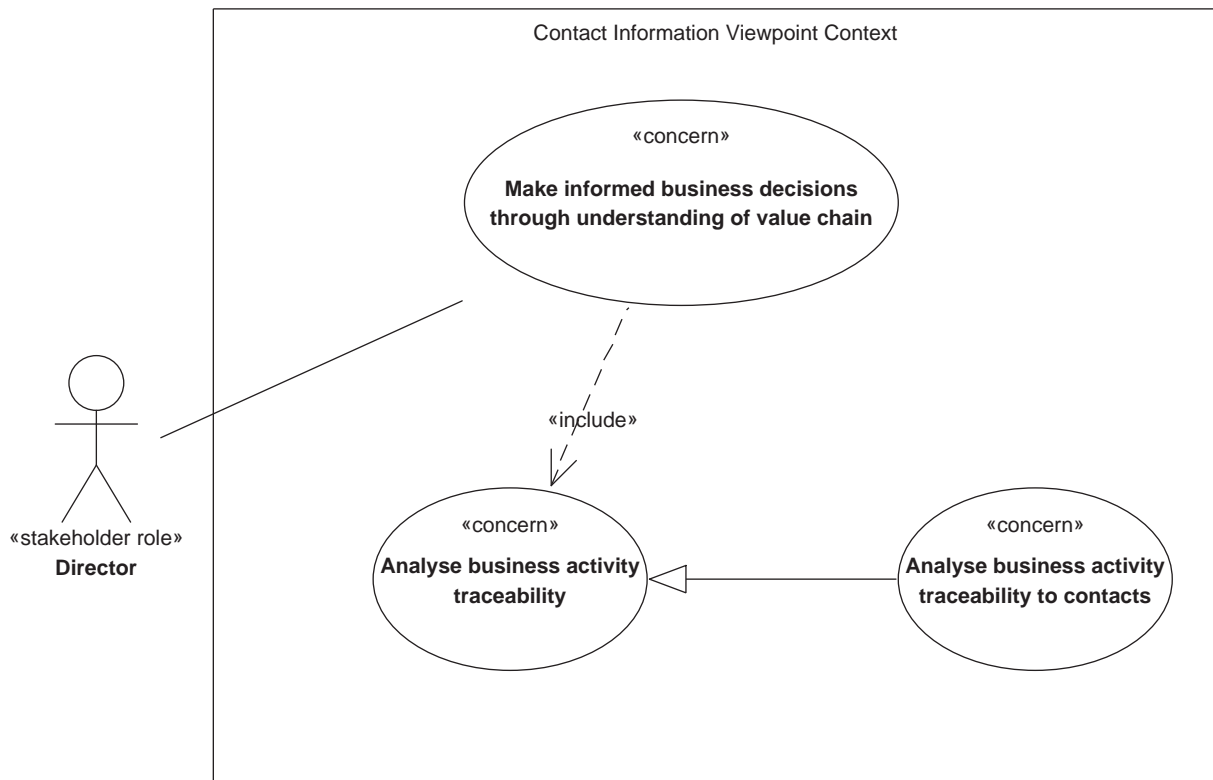 Contact Information Viewpoint Context
«concern»
Make informed business decisions
through understanding of value chain
«include»
«stakeholder role»
Director
«concern»
Analyse business activity
traceability
«concern»
Analyse business activity
traceability to contacts